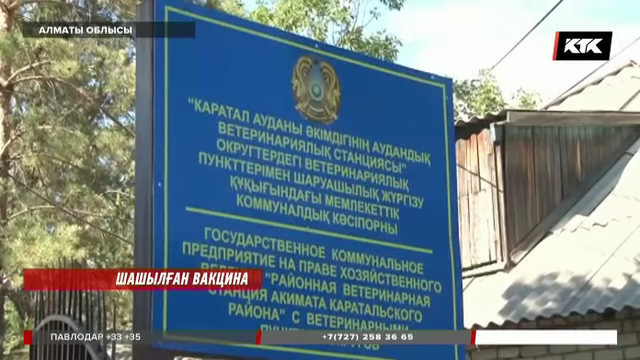 АЛМАТЫ ОБЛЫСЫ
КТК
"КАРАТАЛ АУДАНЫ ӘКІМДІГІНІҢ АУДАНДЫҚ
ВЕТЕРИНАРИЯЛЫҚ СТАНЦИЯСЫ"
ОКРУГТЕРДЕГІ ВЕТЕРИНАРИЯЛЫҚ
ПУНКТТЕРІМЕН ШАРУАШЫЛЫҚ ЖҮРГІЗУ
ҚҰҚЫҒЫНДАҒЫ МЕМЛЕКЕТТІК
КОММУНАЛДЫҚ КӘСІПОРНЫ
ГОСУДАРСТВЕННОЕ КОММУНАЛЬНОЕ
ПРЕДПРИЯТИЕ НА ПРАВЕ ХОЗЯЙСТВЕННОГО
"РАЙОННАЯ ВЕТЕРИНАРНАЯ
СТАНЦИЯ АКИМАТА КАРАТАЛЬСКОГО
РАЙОНА" С ВЕТЕРИНАРНЫМИ
ШАШЫЛҒАН ВАКЦИНА
ПАВЛОДАР +33 +35
+7(727) 258 36 65